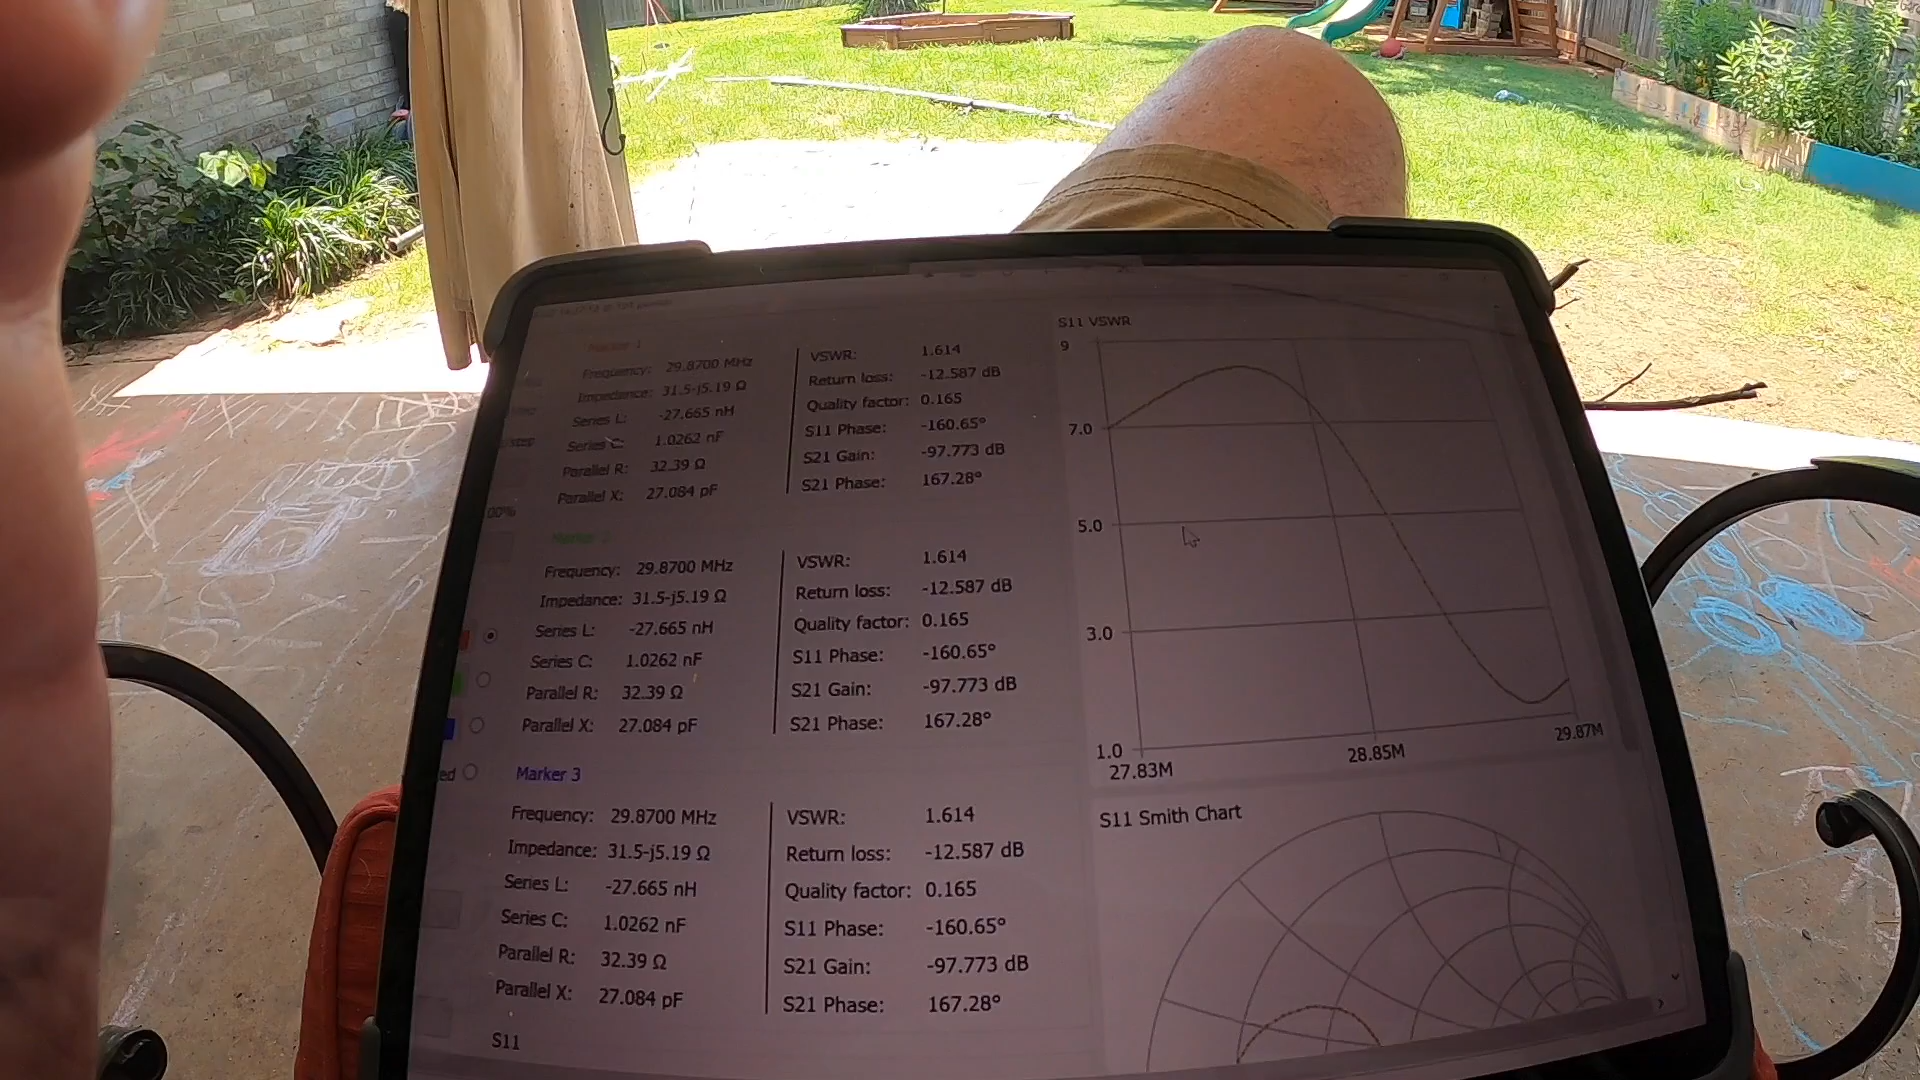 Marker 1
Frequency: 29.8700 MHz
Impedance: 31.5-j5.19 Ω
Series L: -27.665 nH
Series C: 1.0262 nF
Parallel R: 32.39 Ω
Parallel X: 27.084 pF
VSWR: 1.614
Return loss: -12.587 dB
Quality factor: 0.165
S11 Phase: -160.65°
S21 Gain: -97.773 dB
S21 Phase: 167.28°
Marker 2
Frequency: 29.8700 MHz
Impedance: 31.5-j5.19 Ω
Series L: -27.665 nH
Series C: 1.0262 nF
Parallel R: 32.39 Ω
Parallel X: 27.084 pF
VSWR: 1.614
Return loss: -12.587 dB
Quality factor: 0.165
S11 Phase: -160.65°
S21 Gain: -97.773 dB
S21 Phase: 167.28°
Marker 3
Frequency: 29.8700 MHz
Impedance: 31.5-j5.19 Ω
Series L: -27.665 nH
Series C: 1.0262 nF
Parallel R: 32.39 Ω
Parallel X: 27.084 pF
VSWR: 1.614
Return loss: -12.587 dB
Quality factor: 0.165
S11 Phase: -160.65°
S21 Gain: -97.773 dB
S21 Phase: 167.28°
S11
/step
00%
ed
S11 VSWR
9
7.0
5.0
3.0
1.0
27.83M
28.85M
29.87M
S11 Smith Chart